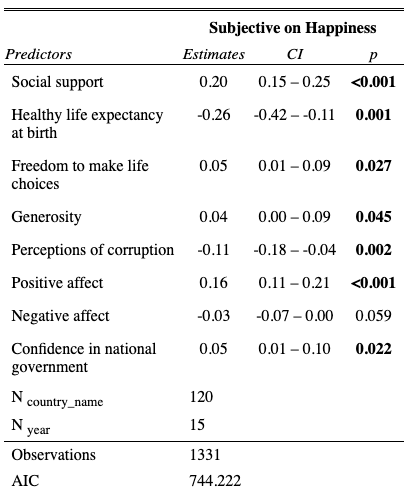 Subjective on Happiness
Predictors Estimates CI p
Social support 0.20 0.15 – 0.25 <0.001
Healthy life expectancy -0.26 -0.42 – -0.11 0.001
at birth
Freedom to make life 0.05 0.01 – 0.09 0.027
choices
Generosity 0.04 0.00 – 0.09 0.045
Perceptions of corruption -0.11 -0.18 – -0.04 0.002
Positive affect 0.16 0.11 – 0.21 <0.001
Negative affect -0.03 -0.07 – 0.00 0.059
Confidence in national 0.05 0.01 – 0.10 0.022
government
N country_name 120
N year 15
Observations 1331
AIC 744.222